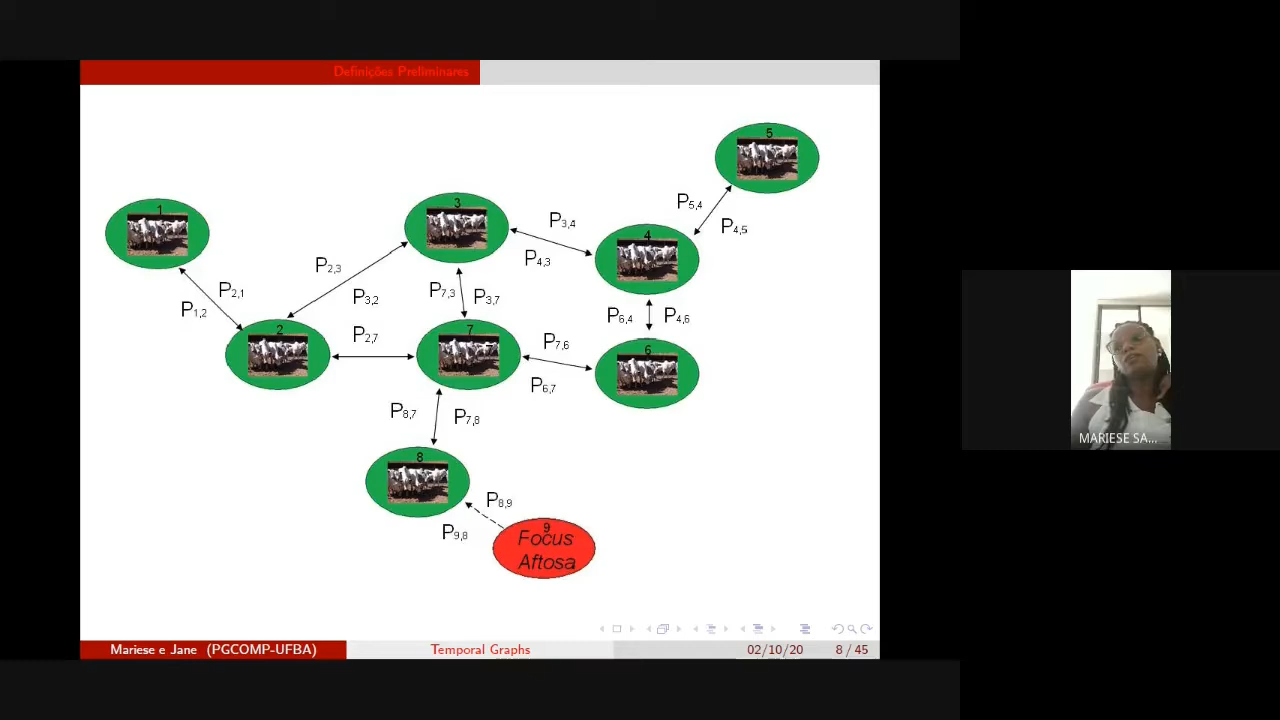 Definições Preliminares
5
1
3
P5,4
P4,5
P3,4
4
P4,3
P2,3
P2,1
P1,2
P3,2
P7,3
P3,7
P6,4
P4,6
2
P2,7
7
P7,6
6
P6,7
P8,7
P7,8
8
P8,9
P9,8
9
Focus
Aftosa
MARIESE SA...
Mariese e Jane (PGCOMP-UFBA)
Temporal Graphs
02/10/20
8 / 45